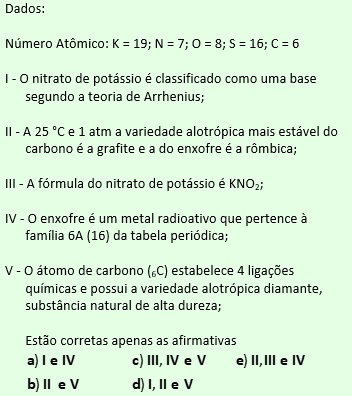 Dados:
Número Atômico: K = 19; N = 7; O = 8; S = 16; C = 6
I - O nitrato de potássio é classificado como uma base
segundo a teoria de Arrhenius;
II - A 25 °C e 1 atm a variedade alotrópica mais estável do
carbono é a grafite e a do enxofre é a rômbica;
III - A fórmula do nitrato de potássio é KNO₂;
IV - O enxofre é um metal radioativo que pertence à
família 6A (16) da tabela periódica;
V - O átomo de carbono (₆C) estabelece 4 ligações
químicas e possui a variedade alotrópica diamante,
substância natural de alta dureza;
Estão corretas apenas as afirmativas
a) I e IV c) III, IV e V e) II, III e IV
b) II e V d) I, II e V